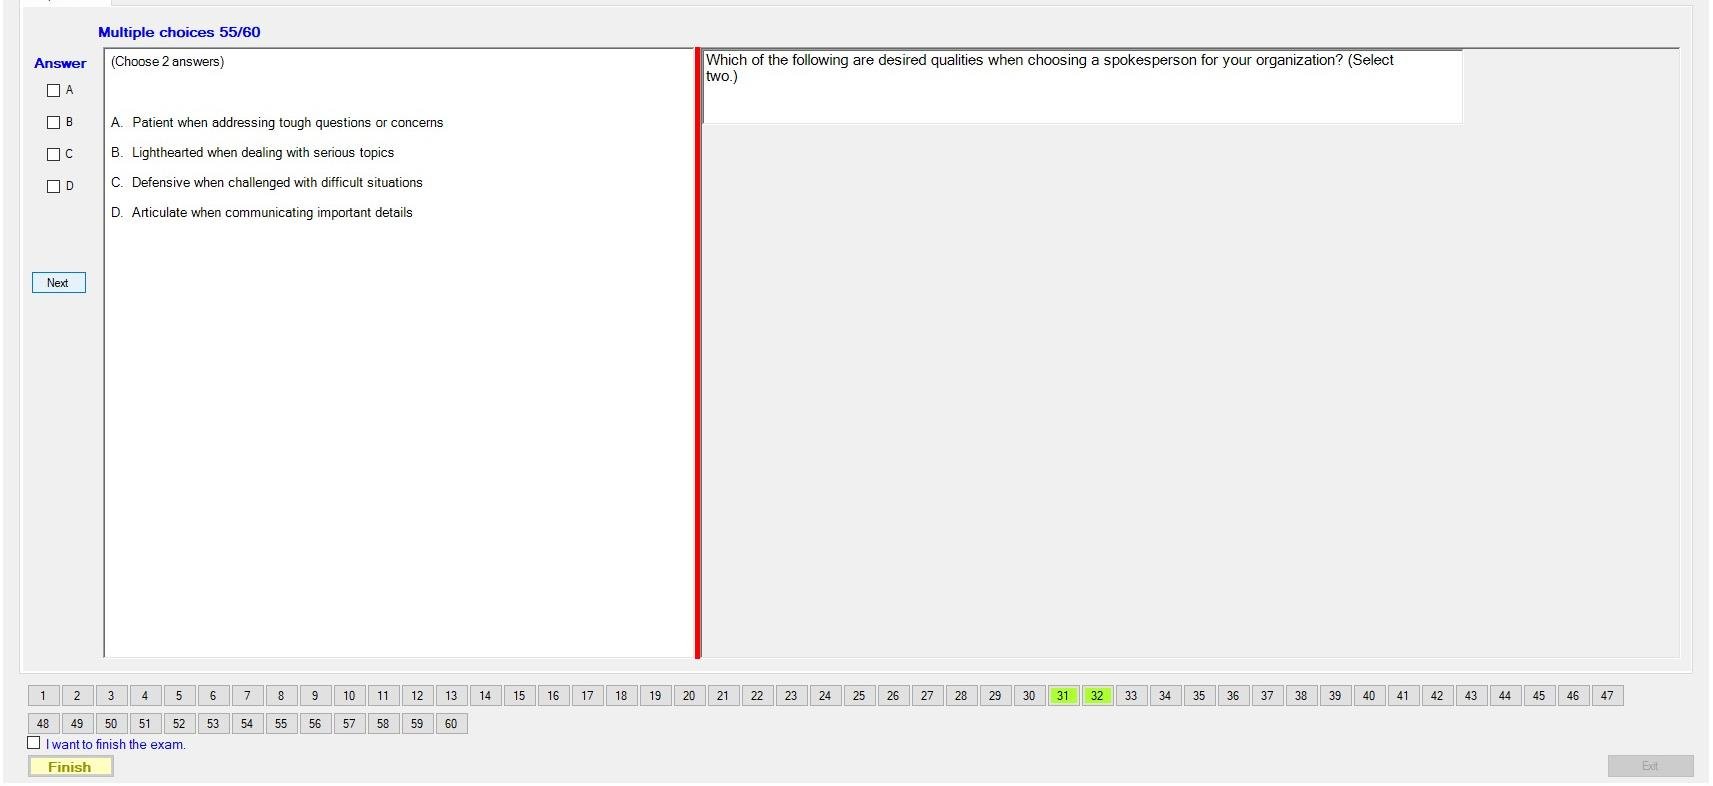 Multiple choices 55/60
Answer
A
B
C
D
Next
(Choose 2 answers)
A. Patient when addressing tough questions or concerns
B. Lighthearted when dealing with serious topics
C. Defensive when challenged with difficult situations
D. Articulate when communicating important details
Which of the following are desired qualities when choosing a spokesperson for your organization? (Select
two.)
1 2 3 4 5 6 7 8 9 10 11 12 13 14 15 16 17 18 19 20 21 22 23 24 25 26 27 28 29 30 31 32 33 34 35 36 37 38 39 40 41 42 43 44 45 46 47
48 49 50 51 52 53 54 55 56 57 58 59 60
I want to finish the exam.
Finish
Exit